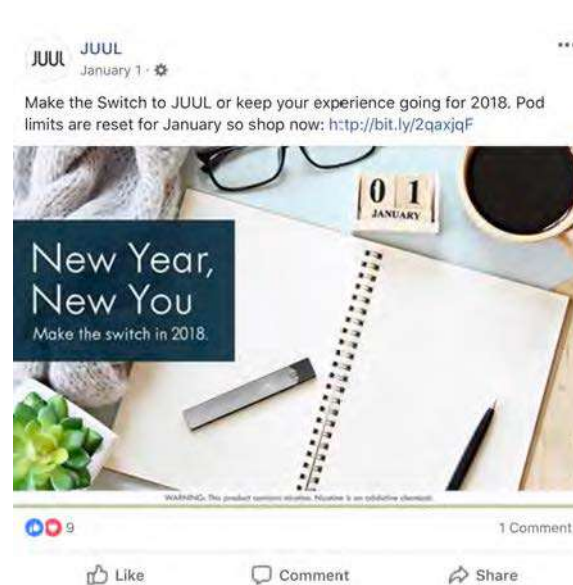 JUUL
JUUL
January 1 ·
Make the Switch to JUUL or keep your experience going for 2018. Pod
limits are reset for January so shop now: http://bit.ly/2qaxjqF
0 1
JANUARY
New Year,
New You
Make the switch in 2018.
WARNING: This product contains nicotine. Nicotine is an addictive chemical.
9
1 Comment
Like
Comment
Share